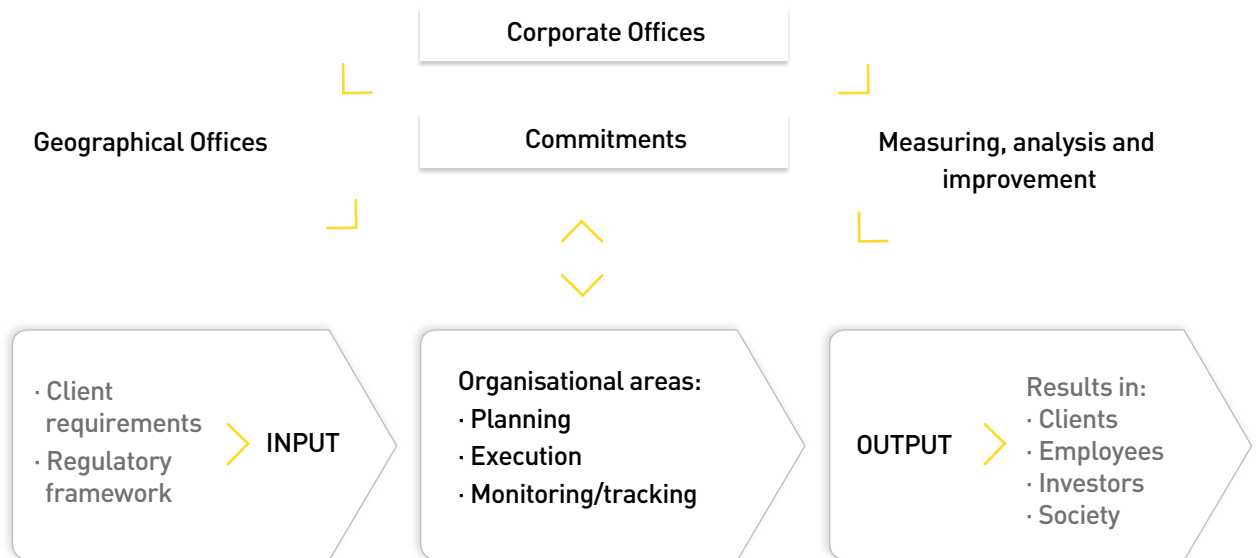 Corporate Offices
Geographical Offices
Commitments
Measuring, analysis and
improvement
· Client
requirements
· Regulatory
framework
INPUT
Organisational areas:
· Planning
· Execution
· Monitoring/tracking
OUTPUT
Results in:
· Clients
· Employees
· Investors
· Society